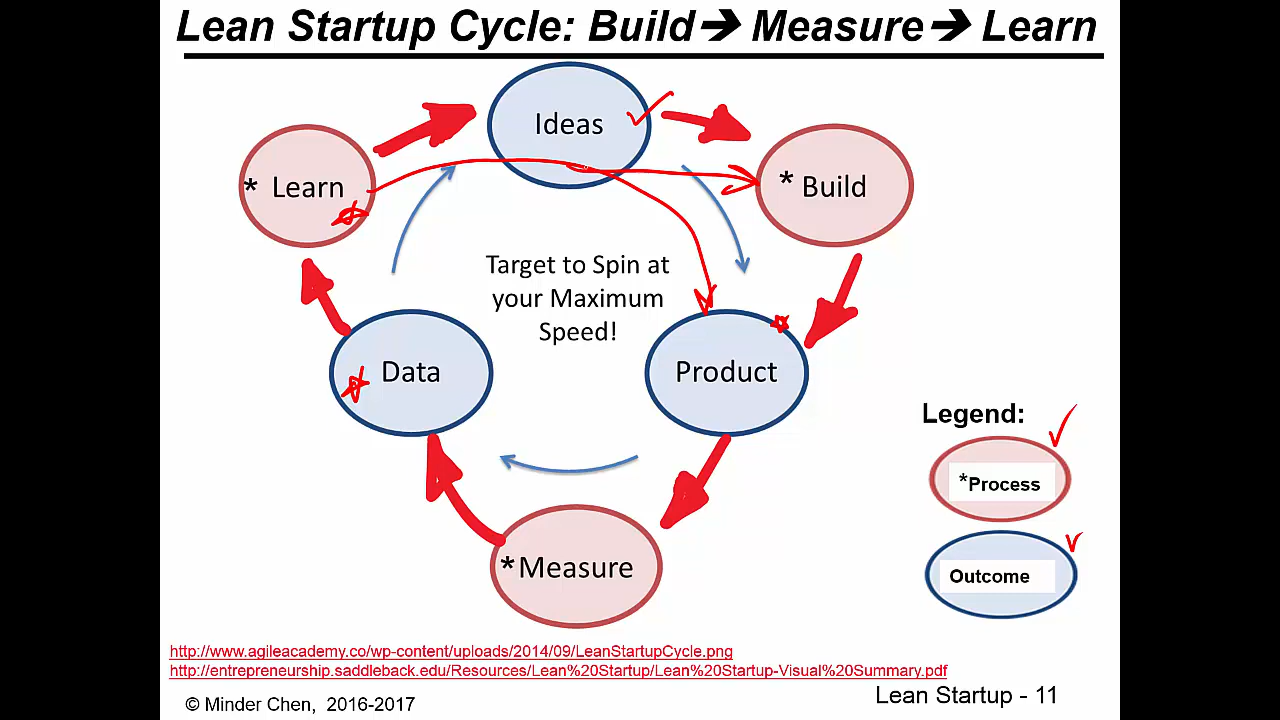 Lean Startup Cycle: Build➔ Measure➔ Learn
Ideas
* Learn
* Build
Target to Spin at
your Maximum
Speed!
Data
Product
*Measure
Legend:
*Process
Outcome
http://www.agileacademy.co/wp-content/uploads/2014/09/LeanStartupCycle.png
http://entrepreneurship.saddleback.edu/Resources/Lean%20Startup/Lean%20Startup-Visual%20Summary.pdf
© Minder Chen, 2016-2017
Lean Startup - 11